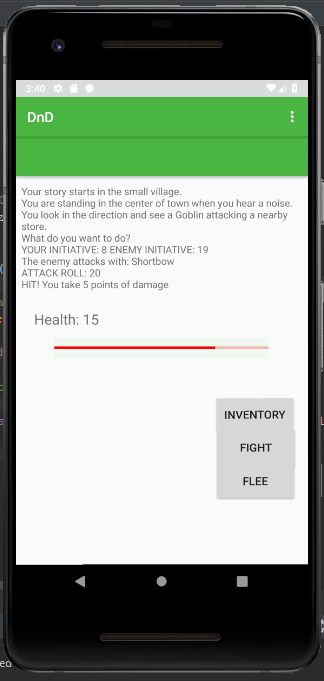 3:40
DnD
Your story starts in the small village.
You are standing in the center of town when you hear a noise.
You look in the direction and see a Goblin attacking a nearby
store.
What do you want to do?
YOUR INITIATIVE: 8 ENEMY INITIATIVE: 19
The enemy attacks with: Shortbow
ATTACK ROLL: 20
HIT! You take 5 points of damage
Health: 15
INVENTORY
FIGHT
FLEE
ed